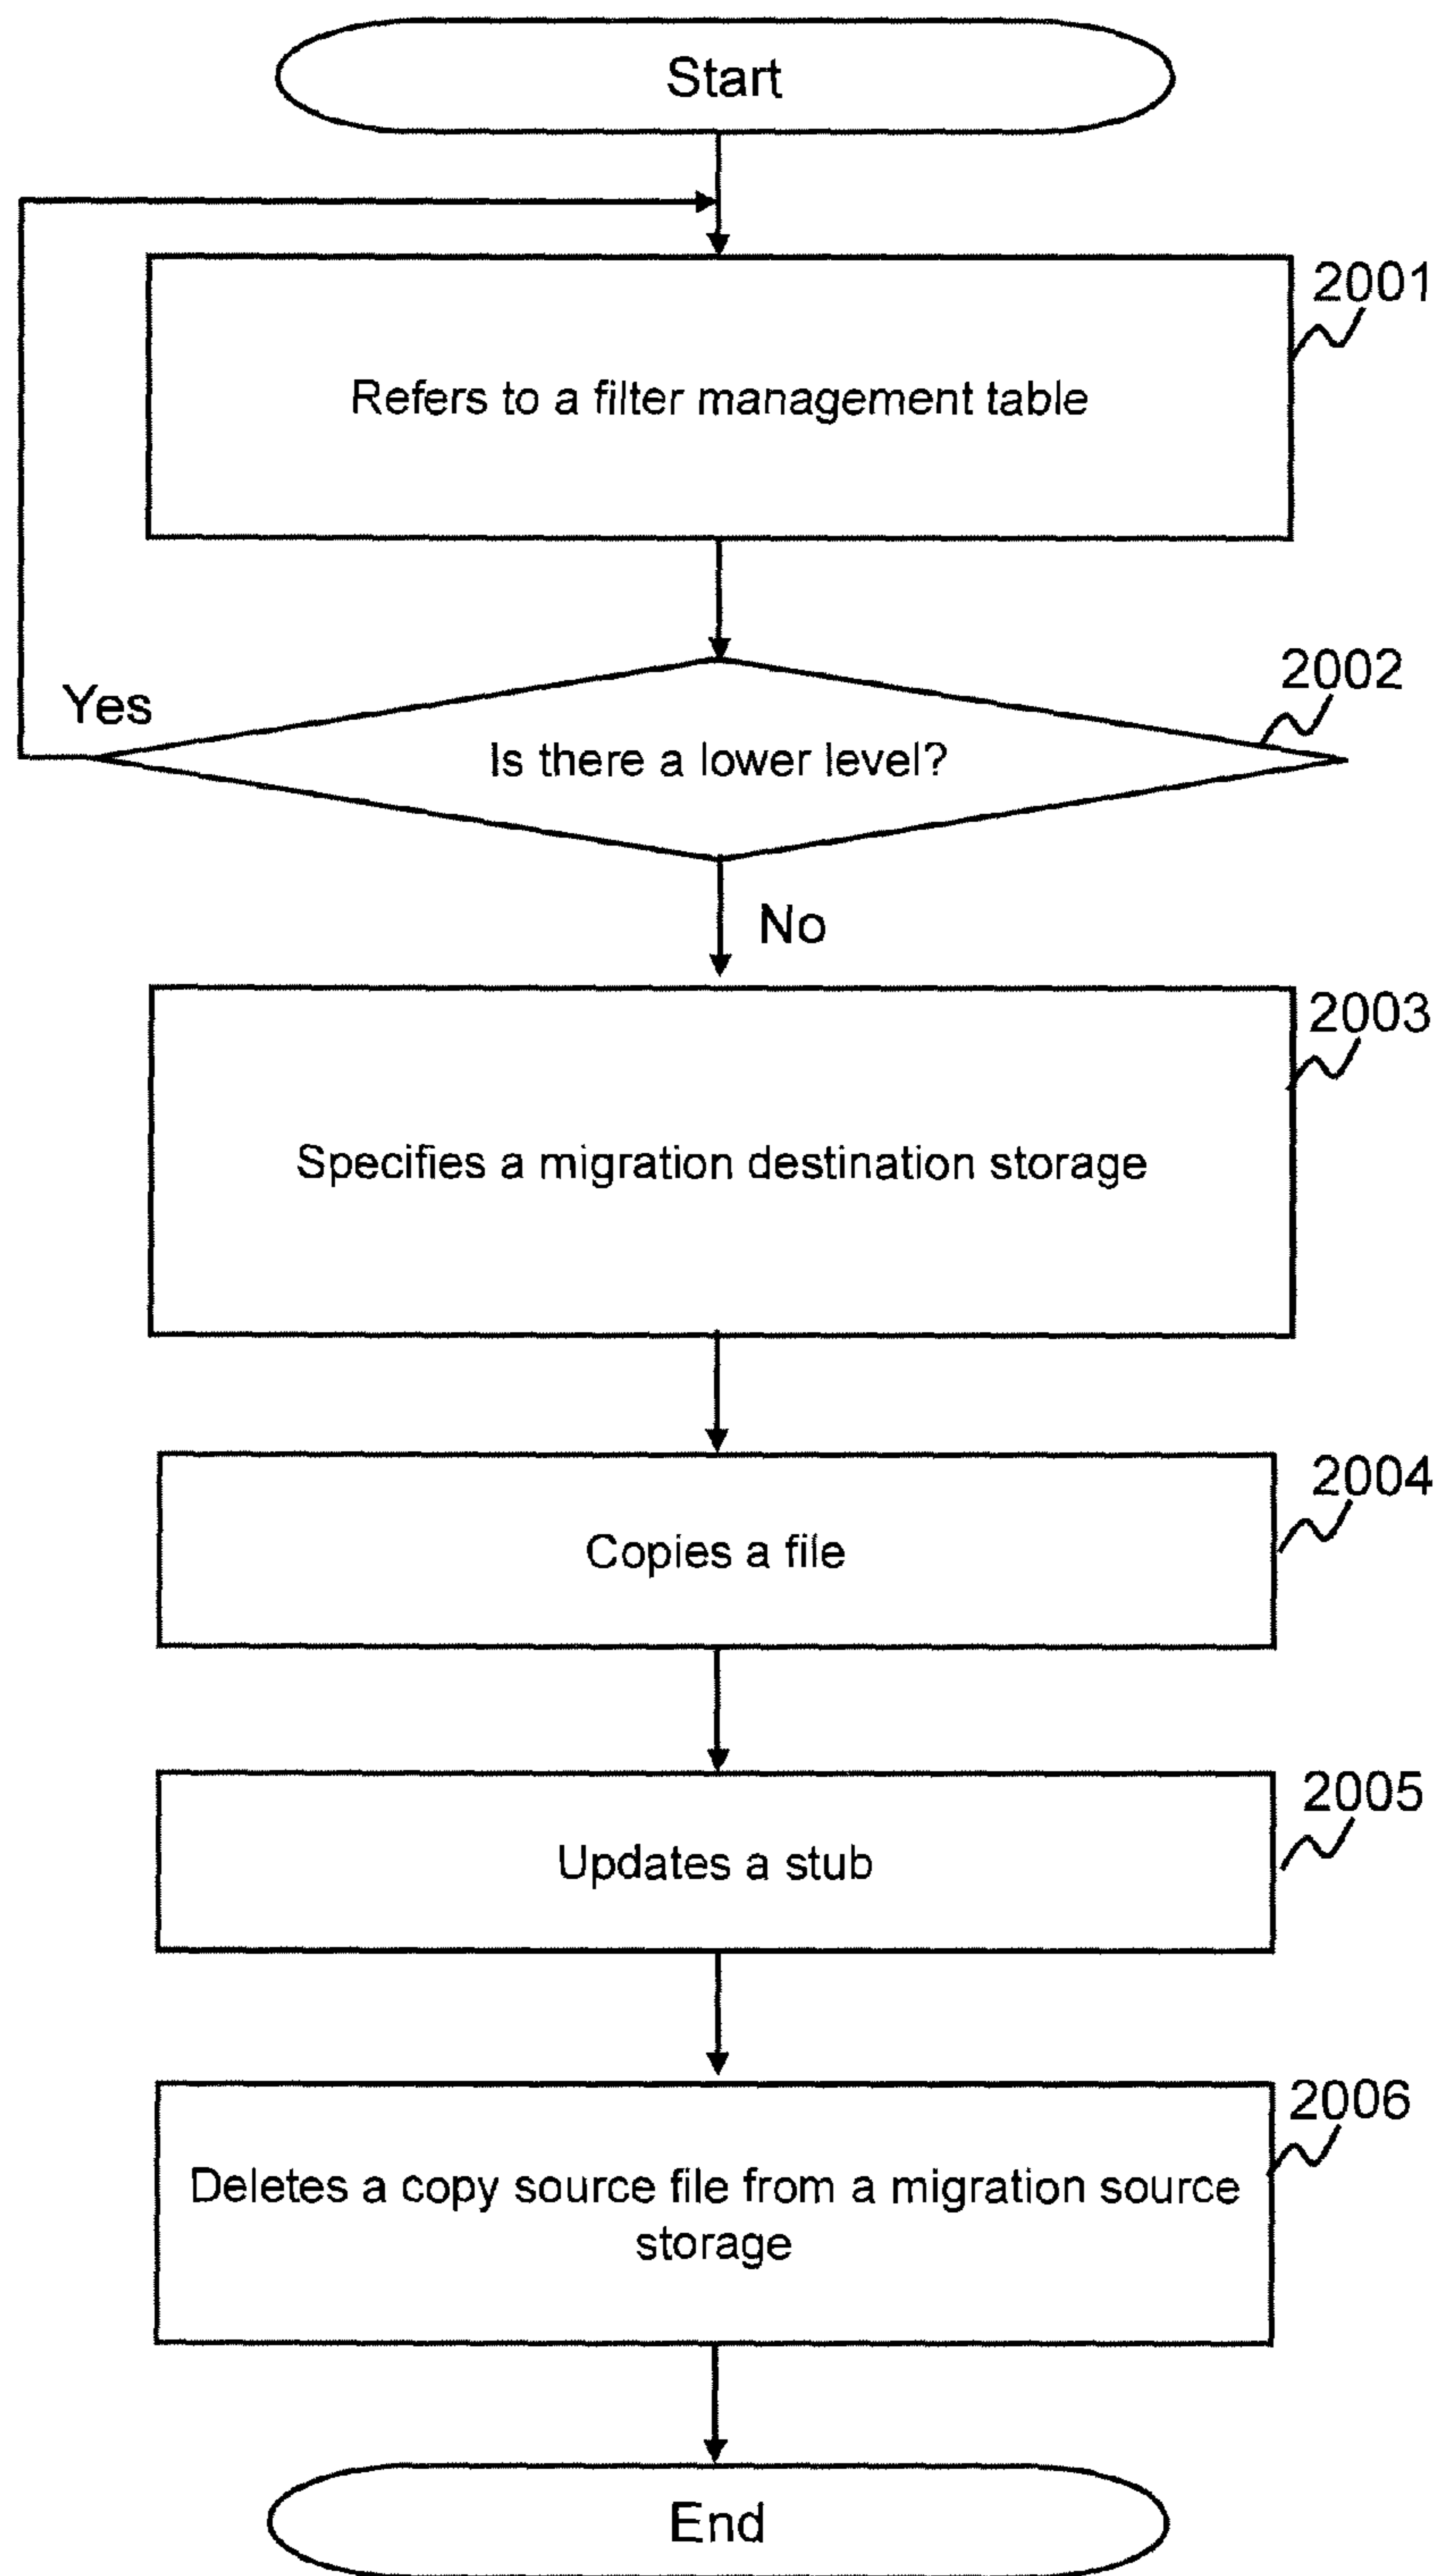 Start
2001
Refers to a filter management table
2002
Yes
Is there a lower level?
No
2003
Specifies a migration destination storage
2004
Copies a file
2005
Updates a stub
2006
Deletes a copy source file from a migration source
storage
End